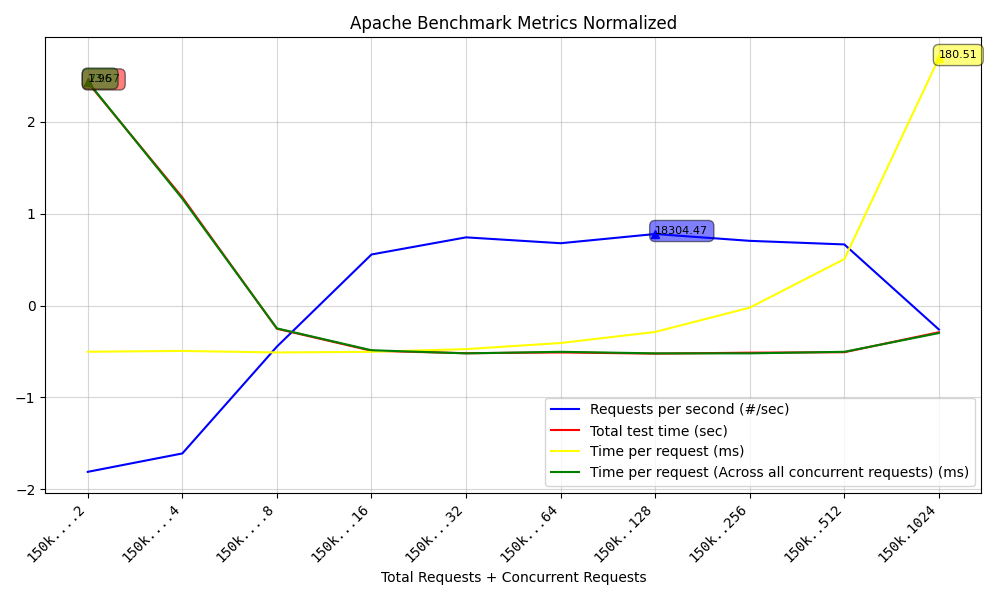 Apache Benchmark Metrics Normalized
180.51
1.96
18304.47
2
1
0
−1
−2
Requests per second (#/sec)
Total test time (sec)
Time per request (ms)
Time per request (Across all concurrent requests) (ms)
150k....2
150k....4
150k....8
150k...16
150k...32
150k...64
150k..128
150k..256
150k..512
150k.1024
Total Requests + Concurrent Requests